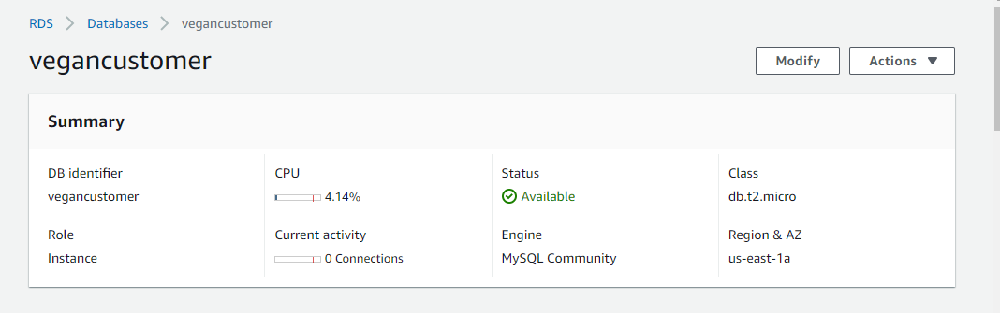 RDS > Databases > vegancustomer
vegancustomer
Modify
Actions
Summary
DB identifier
vegancustomer
CPU
4.14%
Status
Available
Class
db.t2.micro
Role
Instance
Current activity
0 Connections
Engine
MySQL Community
Region & AZ
us-east-1a